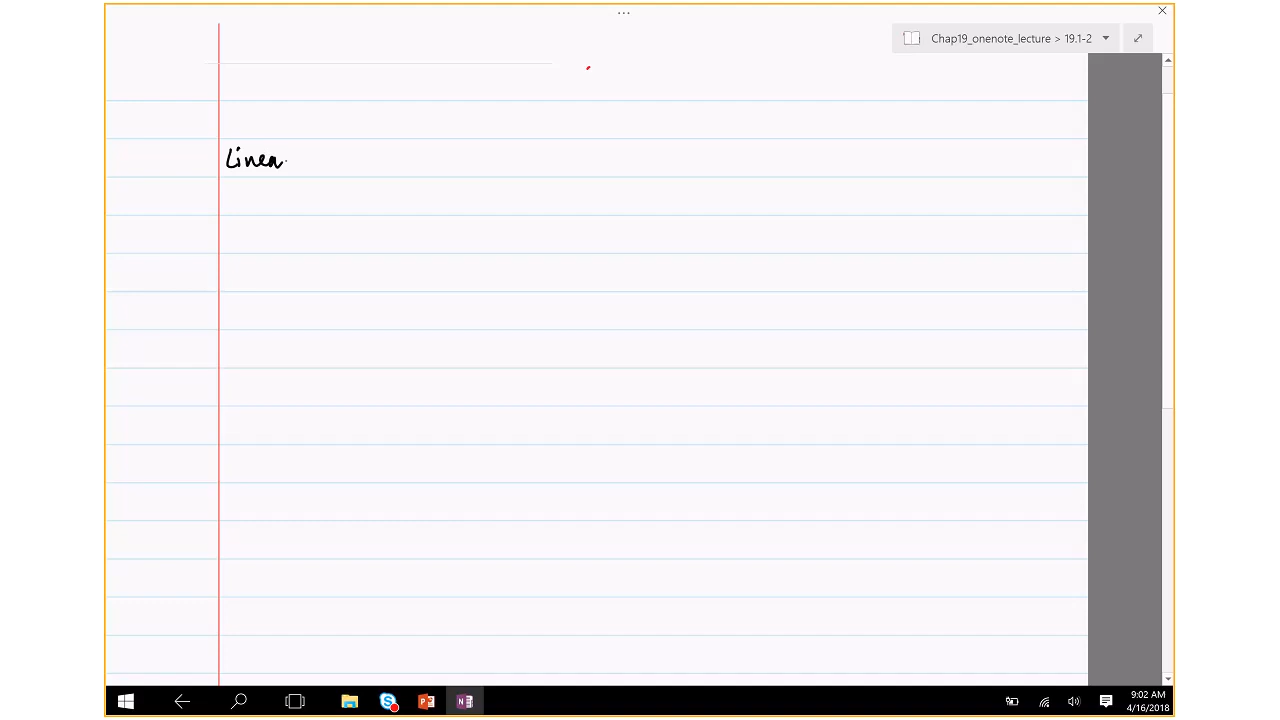 ...
Chap19_onenote_lecture > 19.1-2
Linea
9:02 AM
4/16/2018